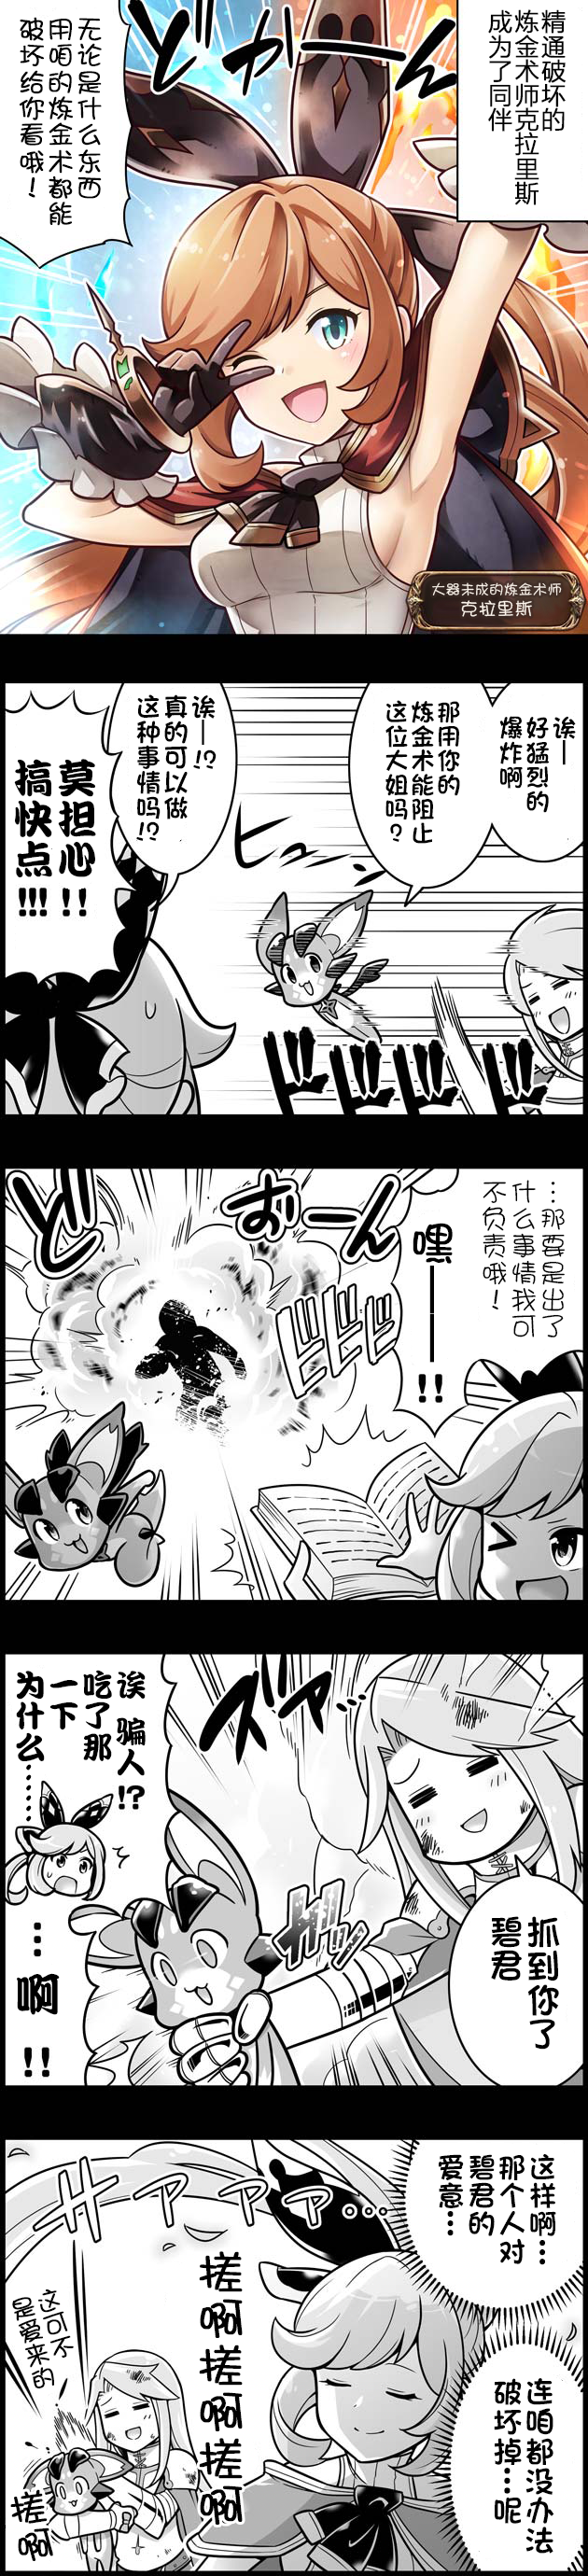 精通破坏的
炼金术师克拉里斯
成为了同伴
どかーーん
无论是什么东西
用咱的炼金术都能
破坏给你看哦！
大器未成的炼金术师
克拉里斯
诶—
好猛烈的
爆炸啊
那用你的
炼金术能阻止
这位大姐吗？
ビューン
诶—!?
真的可以做
这种事情吗!?
莫担心!!
搞快点!!!
ドドドド
…那要是出了
什么事情我可
不负责哦！
嘿——!!
どおーーん
ビビビ
ズァァ…
抓到你了
碧君
ガシッ
诶 骗人!?
吃了那
一下
为什么……
…啊!!
这样啊…
那个人对
碧君的
爱意…
连咱都没办法
破坏掉…呢
搓啊搓啊搓啊
这可不
是爱来的
搓啊